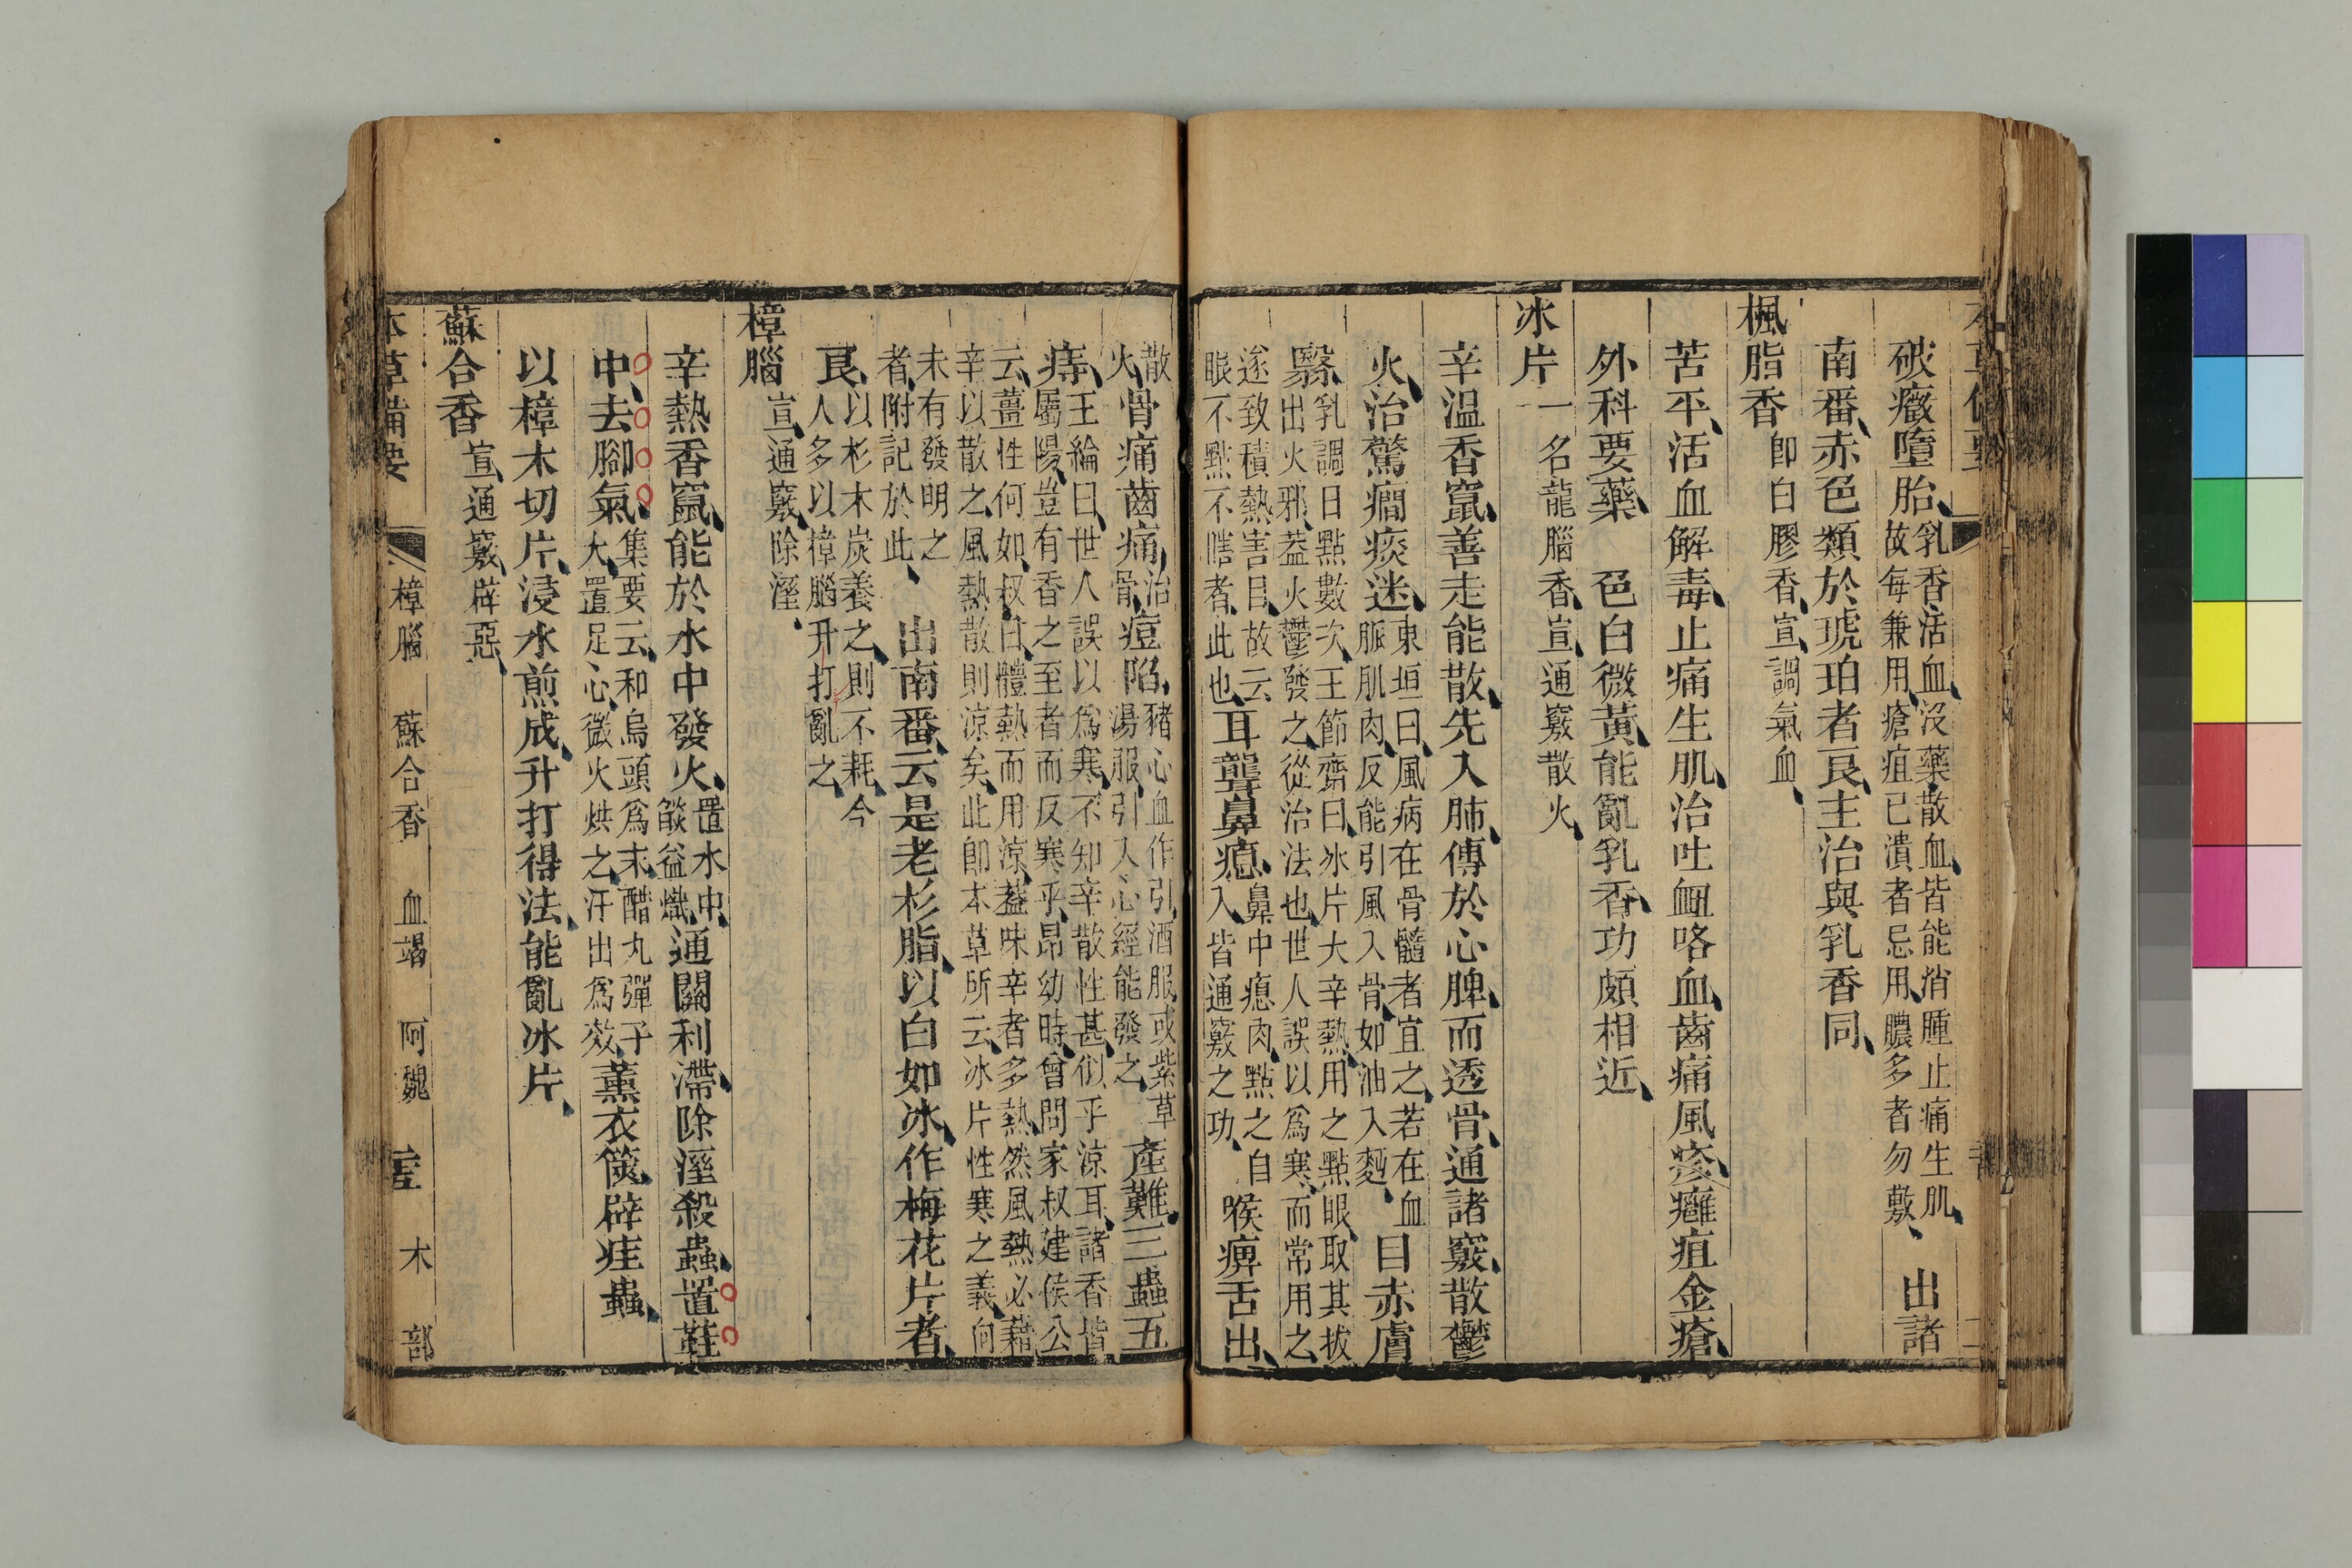 破癥墮胎乳香活血沒藥散血皆能消腫止痛生肌故每兼用瘡疽已潰者忌用膿多者勿敷出諸
南番赤色類於琥珀者良主治與乳香同
楓脂香卽白膠香宣調氣血
苦平活血解毒止痛生肌治吐衄咯血齒痛風疹癰疽金瘡
外科要藥 色白微黃能亂乳香功頗相近
冰片一名龍腦香宣通竅散火
辛溫香竄善走能散先入肺傳於心脾而透骨通諸竅散鬱
火治驚癎痰迷東垣曰風病在骨髓者宜之若在血脈肌肉反能引風入骨如油入麪目赤膚
翳乳調日點數次王節齋曰冰片大辛熱用之點眼取其拔出火邪葢火鬱發之從治法也世人誤以爲寒而常用之
遂致積熱害目故云眼不點不瞎者此也耳聾鼻瘜鼻中瘜肉點之自入皆通竅之功喉痹舌出
散火骨痛齒痛治骨痘陷豬心血作引酒服或紫草湯服引入心經能發之產難三蟲五
痔王綸曰世人誤以爲寒不知辛散性甚似乎涼耳諸香皆屬陽豈有香之至者而反寒乎昂幼時曾問家叔建侯公
云薑性何如叔曰體熱而用涼葢味辛者多熱然風熱必藉辛以散之風熱散則涼矣此卽本草所云冰片性寒之義向
未有發明之者附記於此 出南番云是老杉脂以白如冰作梅花片者
良以杉木炭養之則不耗今人多以樟腦升打亂之
樟腦宣通竅除溼
辛熱香竄能於水中發火置水中燄益熾通關利滯除溼殺蟲置鞋
中去腳氣集要云和烏頭爲末醋丸彈子大置足心微火烘之汗出爲效薰衣篋辟蛀蟲
以樟木切片浸水煎成升打得法能亂冰片
蘇合香宣通竅辟惡
本草備要 樟腦 蘇合香 血竭 阿魏 木部